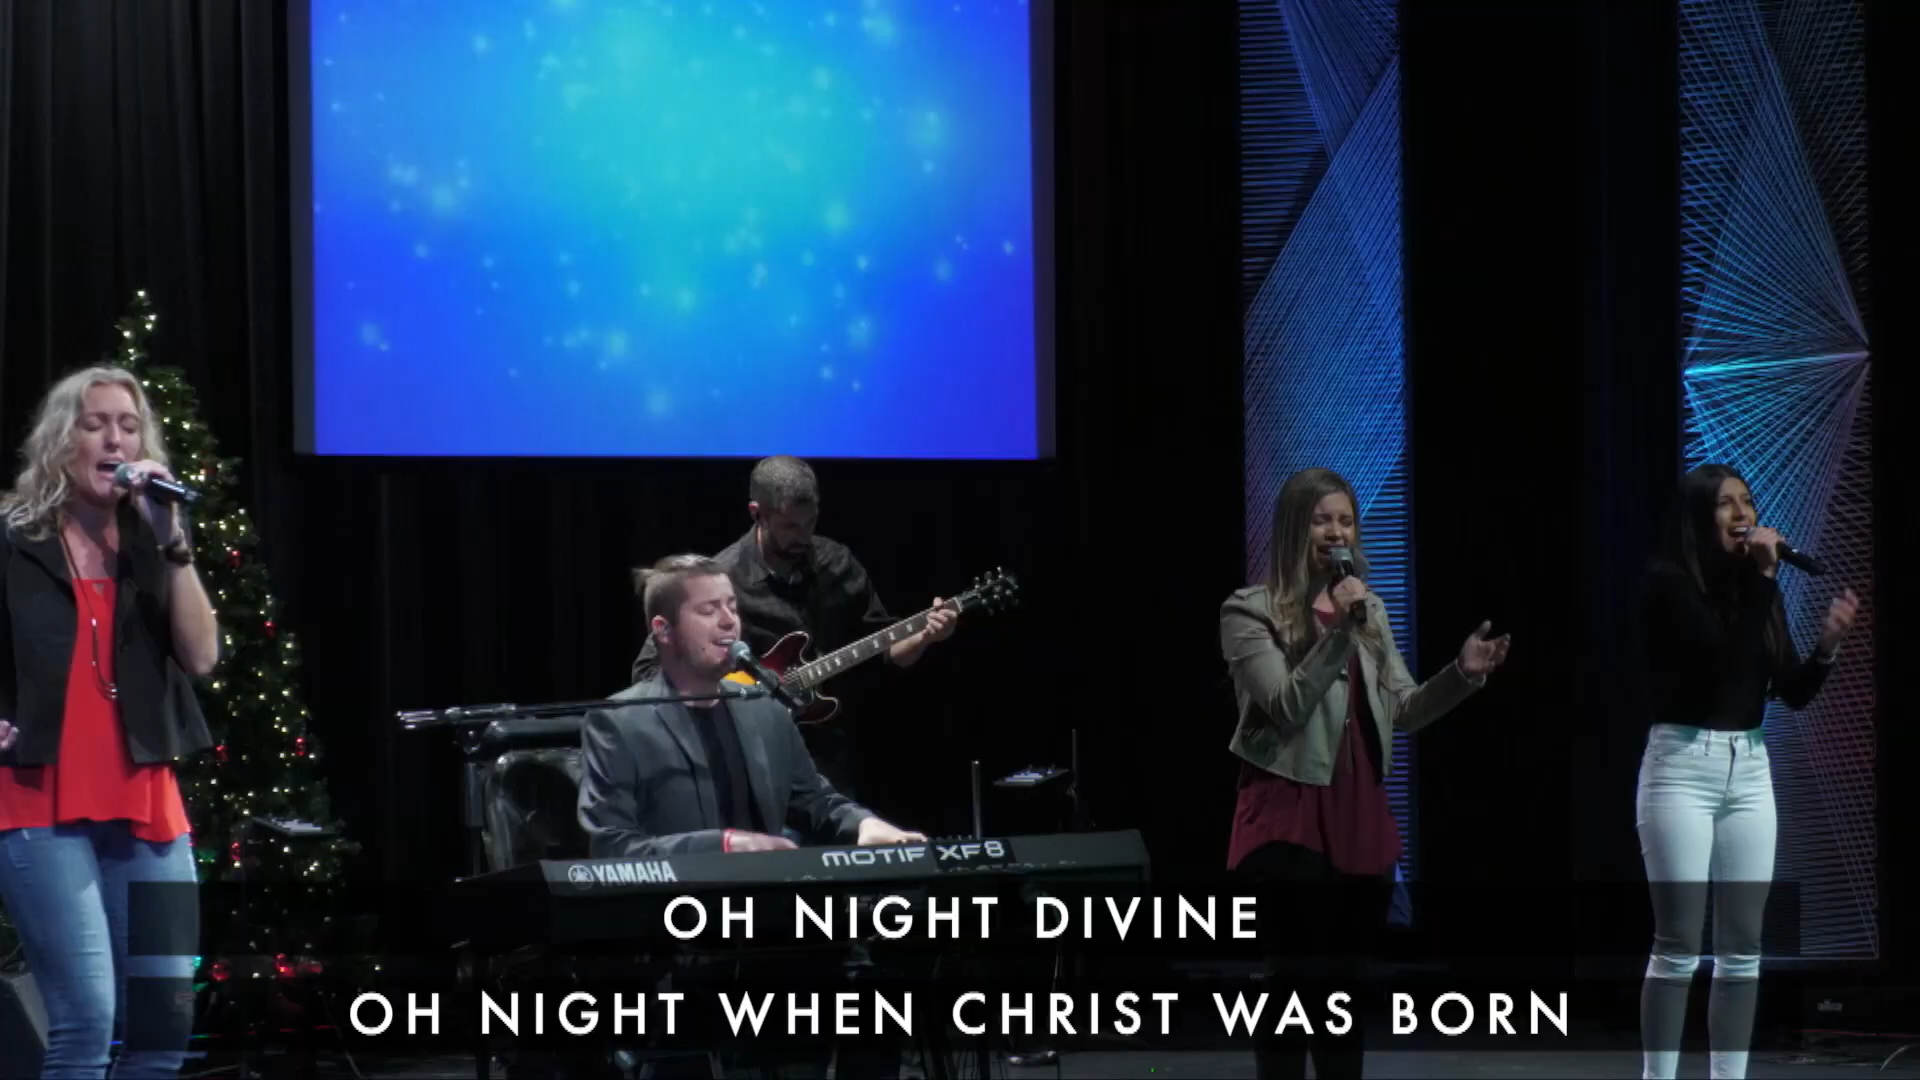 YAMAHA
MOTIF XF8
OH NIGHT DIVINE
OH NIGHT WHEN CHRIST WAS BORN